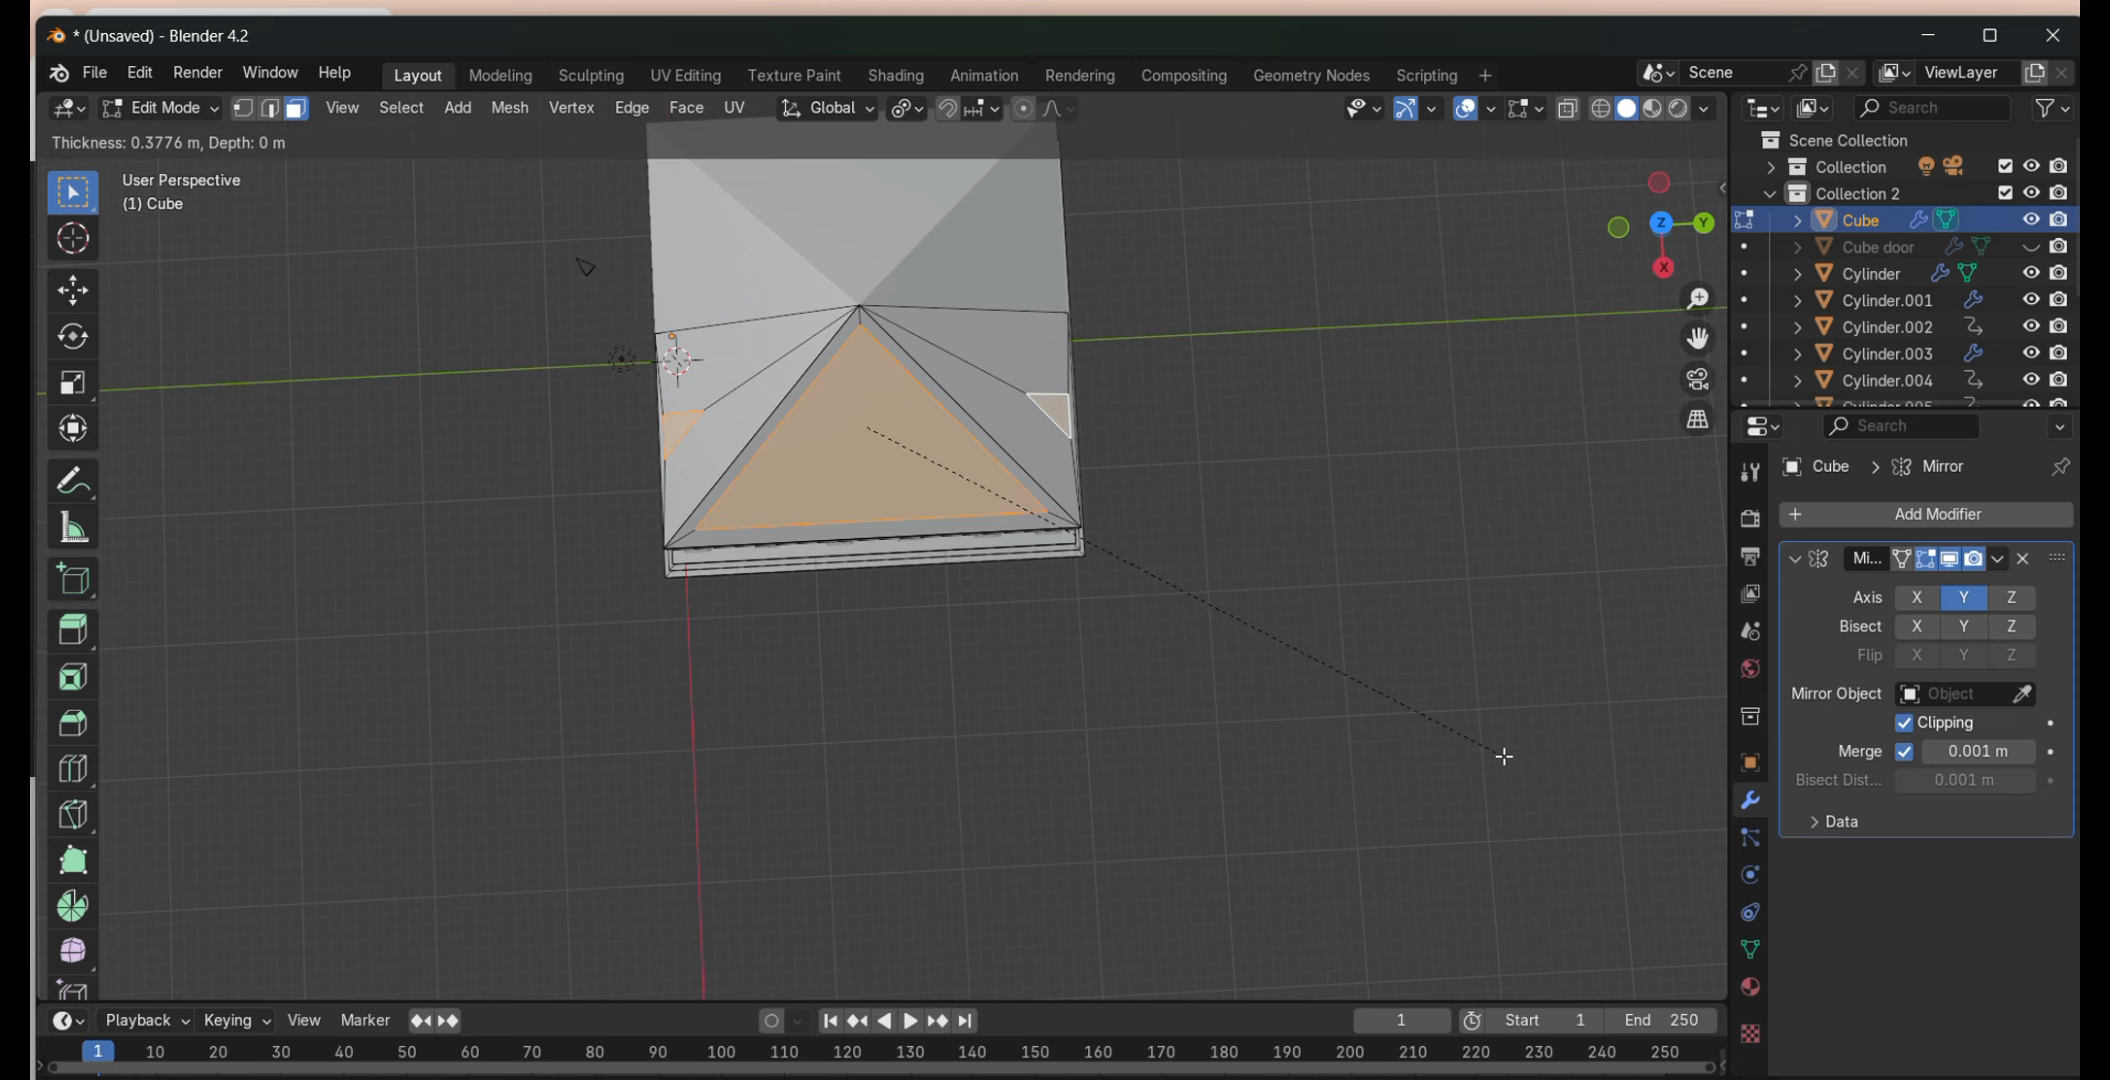 * (Unsaved) - Blender 4.2
File Edit Render Window Help Layout Modeling Sculpting UV Editing Texture Paint Shading Animation Rendering Compositing Geometry Nodes Scripting + Scene ViewLayer
Edit Mode View Select Add Mesh Vertex Edge Face UV Global Search
Thickness: 0.3776 m, Depth: 0 m
User Perspective
(1) Cube
Z
Y
X
Scene Collection
Collection
Collection 2
Cube
Cube door
Cylinder
Cylinder.001
Cylinder.002
Cylinder.003
Cylinder.004
Search
Cube > Mirror
+ Add Modifier
Mi...
Axis X Y Z
Bisect X Y Z
Flip X Y Z
Mirror Object Object
Clipping
Merge 0.001 m
Bisect Dist... 0.001 m
> Data
Playback Keying View Marker 1 Start 1 End 250
1 10 20 30 40 50 60 70 80 90 100 110 120 130 140 150 160 170 180 190 200 210 220 230 240 250